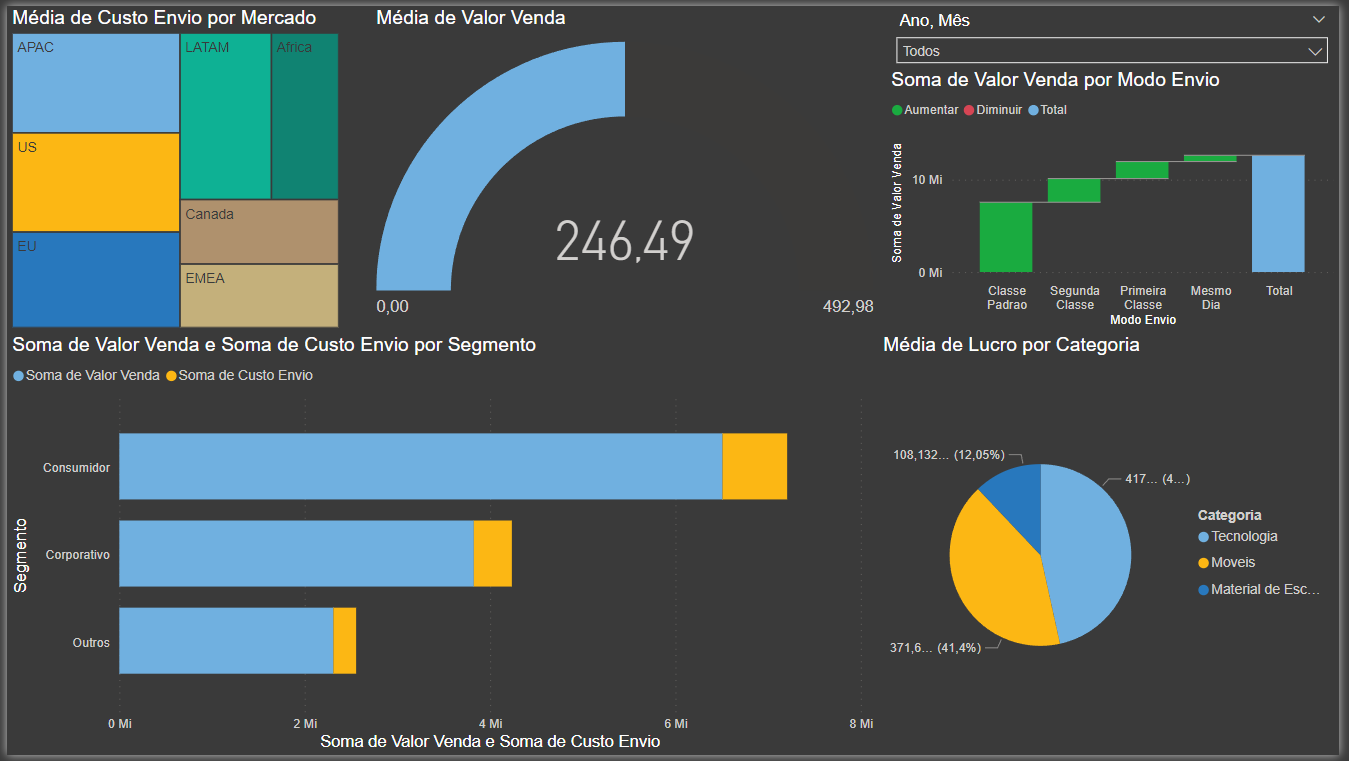 Média de Custo Envio por Mercado
APAC
LATAM
Africa
US
Canada
EU
EMEA
Média de Valor Venda
246,49
0,00
492,98
Ano, Mês
Todos
Soma de Valor Venda por Modo Envio
Aumentar Diminuir Total
Soma de Valor Venda
10 Mi
0 Mi
Classe
Padrao
Segunda
Classe
Primeira
Classe
Mesmo
Dia
Total
Modo Envio
Soma de Valor Venda e Soma de Custo Envio por Segmento
Soma de Valor Venda Soma de Custo Envio
Segmento
Consumidor
Corporativo
Outros
0 Mi
2 Mi
4 Mi
6 Mi
8 Mi
Soma de Valor Venda e Soma de Custo Envio
Média de Lucro por Categoria
108,132... (12,05%)
417... (4...)
371,6... (41,4%)
Categoria
Tecnologia
Moveis
Material de Esc...